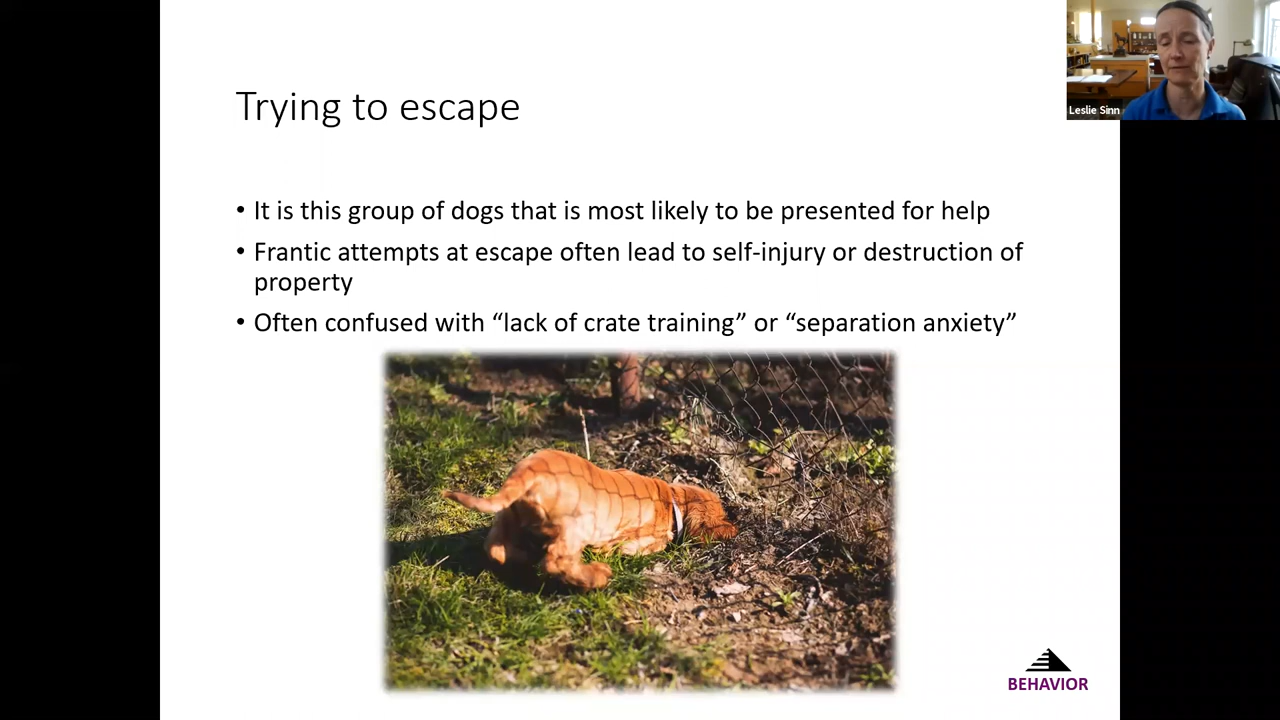 Trying to escape
Leslie Sinn
• It is this group of dogs that is most likely to be presented for help
• Frantic attempts at escape often lead to self-injury or destruction of
property
• Often confused with “lack of crate training” or “separation anxiety”
BEHAVIOR